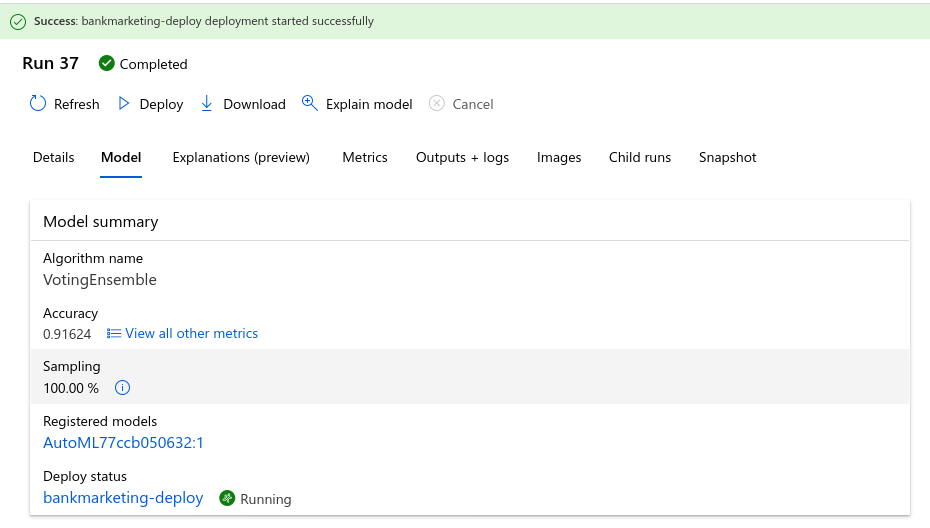 Success: bankmarketing-deploy deployment started successfully
Run 37 Completed
Refresh Deploy Download Explain model Cancel
Details Model Explanations (preview) Metrics Outputs + logs Images Child runs Snapshot
Model summary
Algorithm name
VotingEnsemble
Accuracy
0.91624 View all other metrics
Sampling
100.00 %
Registered models
AutoML77ccb050632:1
Deploy status
bankmarketing-deploy Running